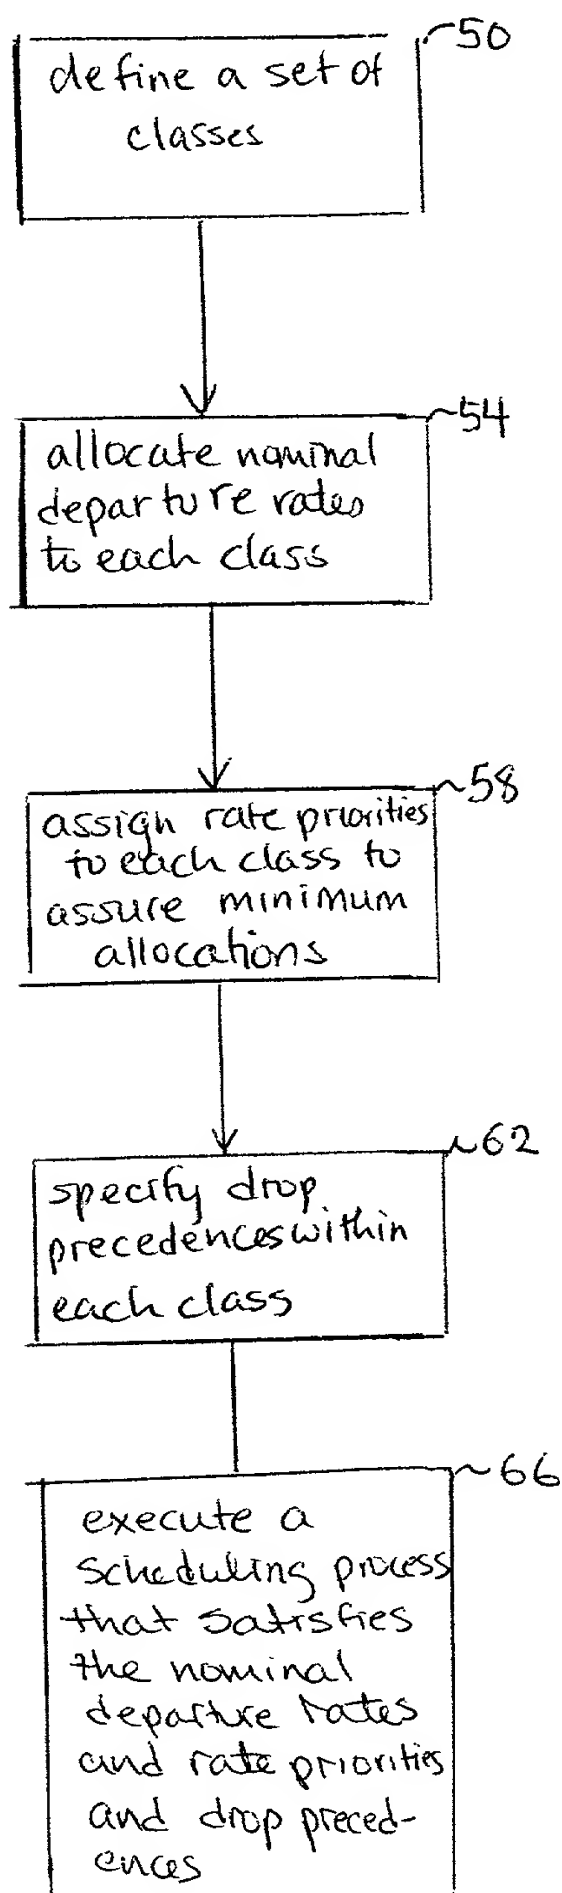 50
define a set of
classes
54
allocate nominal
departure rates
to each class
58
assign rate priorities
to each class to
assure minimum
allocations
62
specify drop
precedences within
each class
66
execute a
scheduling process
that satisfies
the nominal
departure rates
and rate priorities
and drop preced-
ences